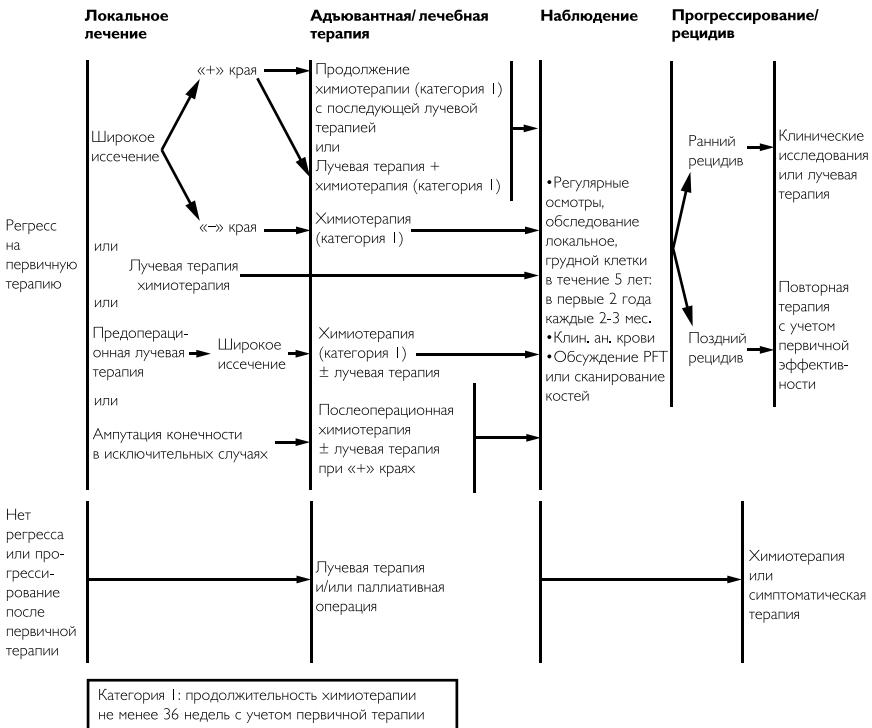 Локальное
лечение
Адъювантная/ лечебная
терапия
Наблюдение
Прогрессирование/
рецидив
Регресс
на
первичную
терапию
Широкое
иссечение
«+» края
Продолжение
химиотерапии (категория 1)
с последующей лучевой
терапией
или
Лучевая терапия +
химиотерапия (категория 1)
«–» края
Химиотерапия
(категория 1)
или
Лучевая терапия
химиотерапия
или
Предопераци-
онная лучевая
терапия
Широкое
иссечение
Химиотерапия
(категория 1)
± лучевая терапия
или
Ампутация конечности
в исключительных случаях
Послеоперационная
химиотерапия
± лучевая терапия
при «+» краях
•Регулярные
осмотры,
обследование
локальное,
грудной клетки
в течение 5 лет:
в первые 2 года
каждые 2-3 мес.
•Клин. ан. крови
•Обсуждение PFT
или сканирование
костей
Ранний
рецидив
Клинические
исследования
или лучевая
терапия
Поздний
рецидив
Повторная
терапия
с учетом
первичной
эффектив-
ности
Нет
регресса
или про-
гресси-
рование
после
первичной
терапии
Лучевая терапия
и/или паллиативная
операция
Химиотерапия
или
симптоматическая
терапия
Категория 1: продолжительность химиотерапии
не менее 36 недель с учетом первичной терапии